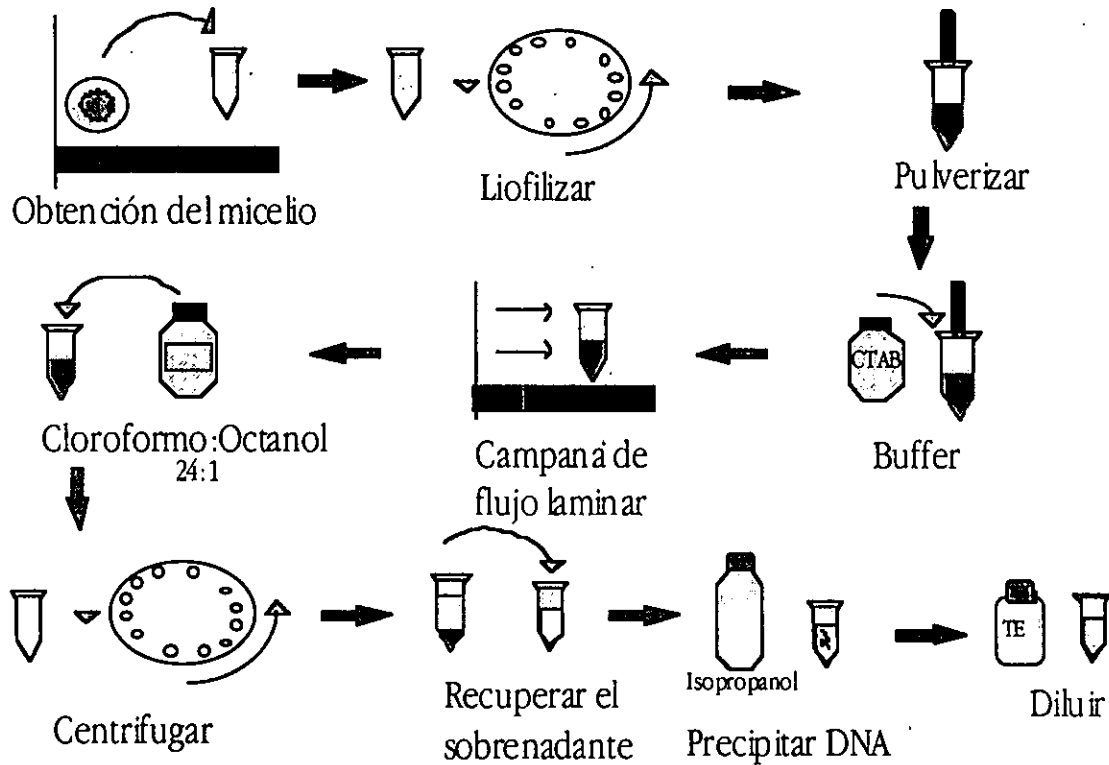 Obtención del micelio
Liofilizar
Pulverizar
CTAB
Buffer
Campana de
flujo laminar
Cloroformo:Octanol
24:1
Centrifugar
Recuperar el
sobrenadante
Isopropanol
Precipitar DNA
TE
Diluir